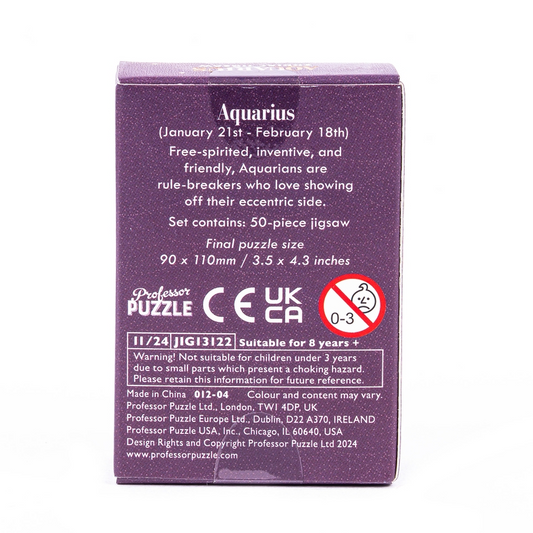 Aquarius
(January 21st - February 18th)
Free-spirited, inventive, and
friendly, Aquarians are
rule-breakers who love showing
off their eccentric side.
Set contains: 50-piece jigsaw
Final puzzle size
90 x 110mm / 3.5 x 4.3 inches
Professor
PUZZLE
CE
UK
CA
0-3
11/24 JIG13122 Suitable for 8 years +
Warning! Not suitable for children under 3 years
due to small parts which present a choking hazard.
Please retain this information for future reference.
Made in China 012-04 Colour and content may vary.
Professor Puzzle Ltd., London, TW1 4DP, UK
Professor Puzzle Europe Ltd., Dublin, D22 A370, IRELAND
Professor Puzzle USA, Inc., Chicago, IL 60640, USA
Design Rights and Copyright Professor Puzzle Ltd 2024
www.professorpuzzle.com